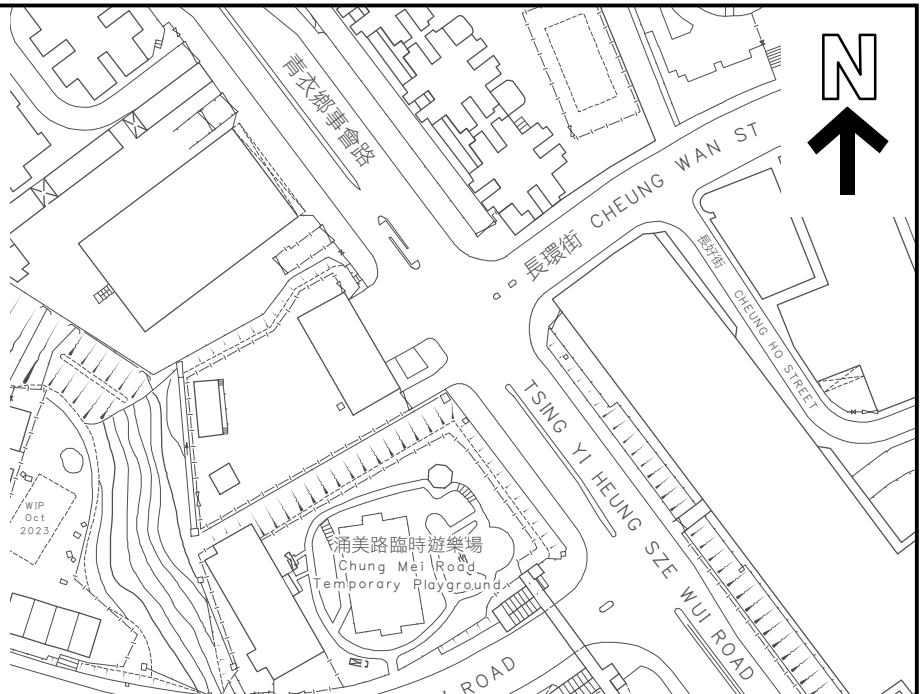 N
青衣鄉事會路
長環街 CHEUNG WAN ST
長好街
CHEUNG HO STREET
TSING YI HEUNG SZE WUI ROAD
WIP
Oct
2023
涌美路臨時遊樂場
Chung Mei Road
Temporary Playground
ROAD